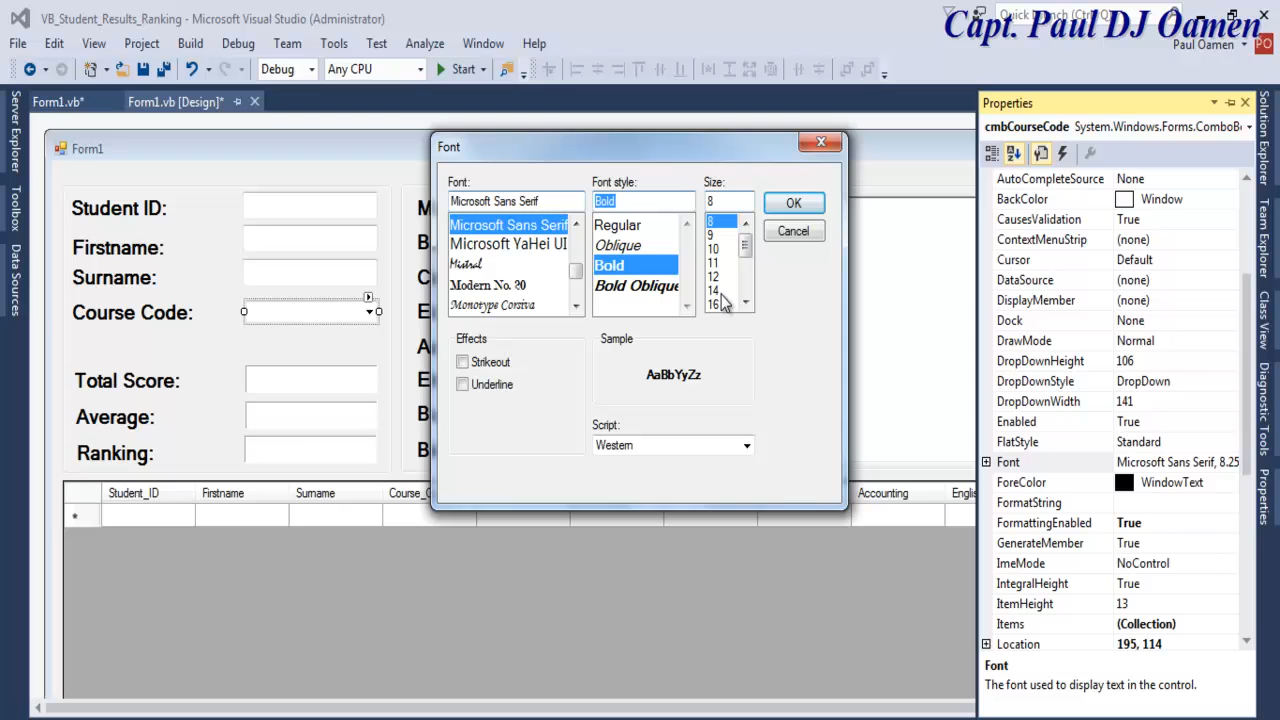 VB_Student_Results_Ranking - Microsoft Visual Studio (Administrator)
Quick Launch (Ctrl+Q)
Capt. Paul DJ Oamen
File Edit View Project Build Debug Team Tools Test Analyze Window Help
Paul Oamen PO
Debug Any CPU Start
Form1.vb* Form1.vb [Design]*
Server Explorer
Toolbox
Data Sources
Form1
Student ID:
Firstname:
Surname:
Course Code:
Total Score:
Average:
Ranking:
Student_ID Firstname Surname Accounting
*
Font
Font: Font style: Size:
Microsoft Sans Serif Bold 8
OK
Cancel
Microsoft Sans Serif
Microsoft YaHei UI
Mistral
Modern No. 20
Monotype Corsiva
Regular
Oblique
Bold
Bold Oblique
8
9
10
11
12
14
16
Effects
Strikeout
Underline
Sample
AaBbYyZz
Script:
Western
Properties
cmbCourseCode System.Windows.Forms.ComboBo
AutoCompleteSource None
BackColor Window
CausesValidation True
ContextMenuStrip (none)
Cursor Default
DataSource (none)
DisplayMember (none)
Dock None
DrawMode Normal
DropDownHeight 106
DropDownStyle DropDown
DropDownWidth 141
Enabled True
FlatStyle Standard
Font Microsoft Sans Serif, 8.25
ForeColor WindowText
FormatString
FormattingEnabled True
GenerateMember True
ImeMode NoControl
IntegralHeight True
ItemHeight 13
Items (Collection)
Location 195, 114
Font
The font used to display text in the control.
Solution Explorer
Team Explorer
Class View
Diagnostic Tools
Properties